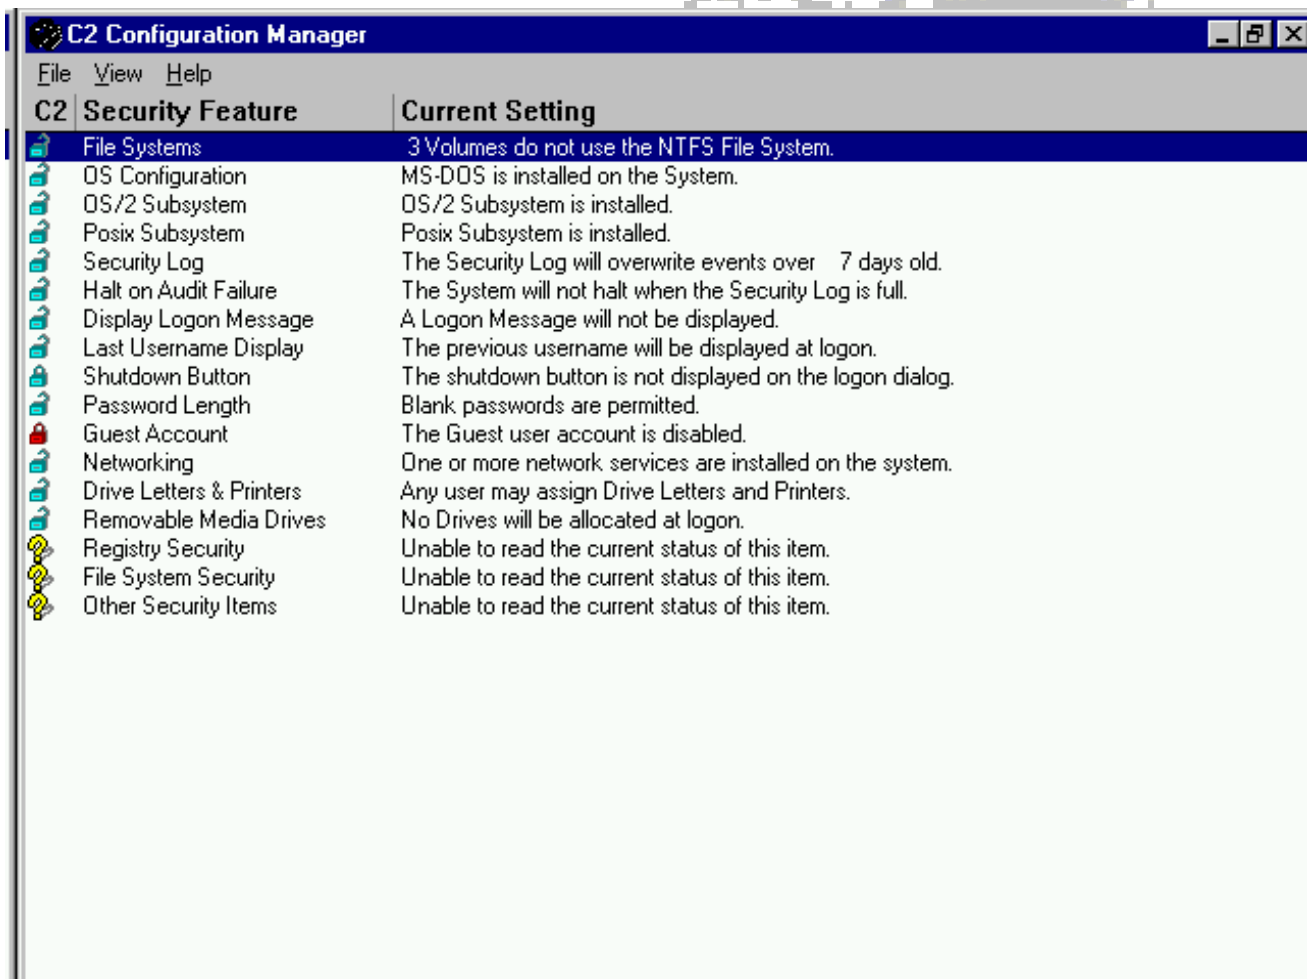 C2 Configuration Manager
File View Help
C2 Security Feature Current Setting
File Systems 3 Volumes do not use the NTFS File System.
OS Configuration MS-DOS is installed on the System.
OS/2 Subsystem OS/2 Subsystem is installed.
Posix Subsystem Posix Subsystem is installed.
Security Log The Security Log will overwrite events over 7 days old.
Halt on Audit Failure The System will not halt when the Security Log is full.
Display Logon Message A Logon Message will not be displayed.
Last Username Display The previous username will be displayed at logon.
Shutdown Button The shutdown button is not displayed on the logon dialog.
Password Length Blank passwords are permitted.
Guest Account The Guest user account is disabled.
Networking One or more network services are installed on the system.
Drive Letters & Printers Any user may assign Drive Letters and Printers.
Removable Media Drives No Drives will be allocated at logon.
Registry Security Unable to read the current status of this item.
File System Security Unable to read the current status of this item.
Other Security Items Unable to read the current status of this item.